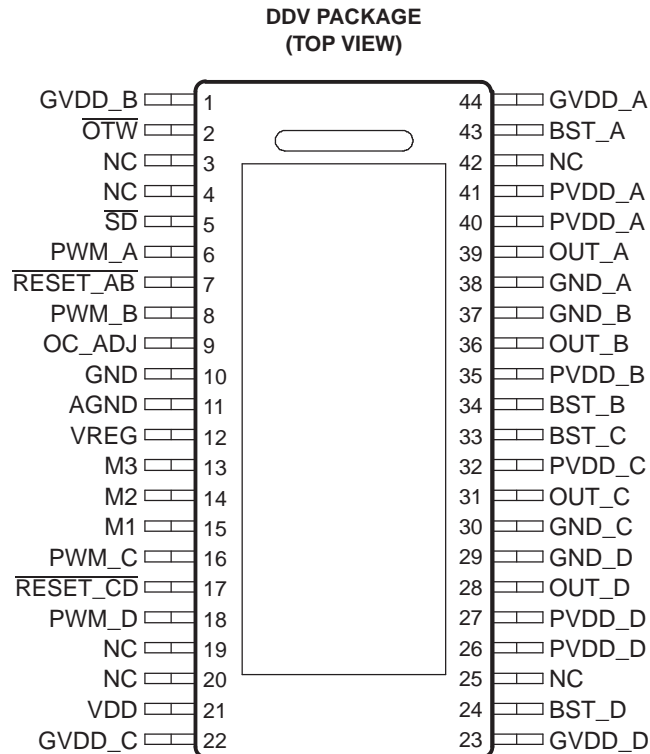 DDV PACKAGE
(TOP VIEW)
GVDD_B 1 44 GVDD_A
OTW 2 43 BST_A
NC 3 42 NC
NC 4 41 PVDD_A
SD 5 40 PVDD_A
PWM_A 6 39 OUT_A
RESET_AB 7 38 GND_A
PWM_B 8 37 GND_B
OC_ADJ 9 36 OUT_B
GND 10 35 PVDD_B
AGND 11 34 BST_B
VREG 12 33 BST_C
M3 13 32 PVDD_C
M2 14 31 OUT_C
M1 15 30 GND_C
PWM_C 16 29 GND_D
RESET_CD 17 28 OUT_D
PWM_D 18 27 PVDD_D
NC 19 26 PVDD_D
NC 20 25 NC
VDD 21 24 BST_D
GVDD_C 22 23 GVDD_D